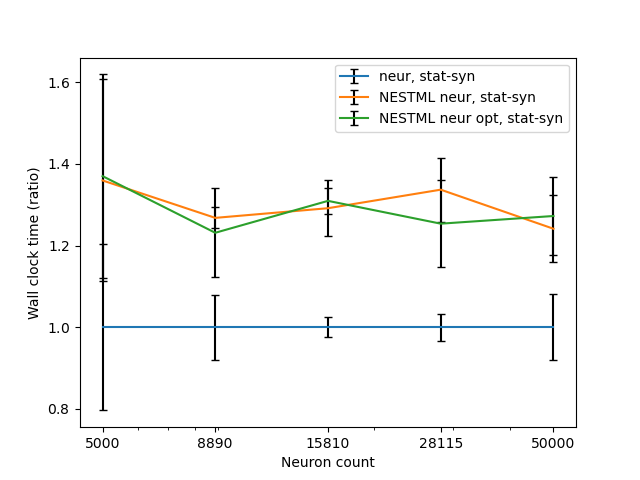 neur, stat-syn
NESTML neur, stat-syn
NESTML neur opt, stat-syn
Wall clock time (ratio)
1.6
1.4
1.2
1.0
0.8
5000 8890 15810 28115 50000
Neuron count